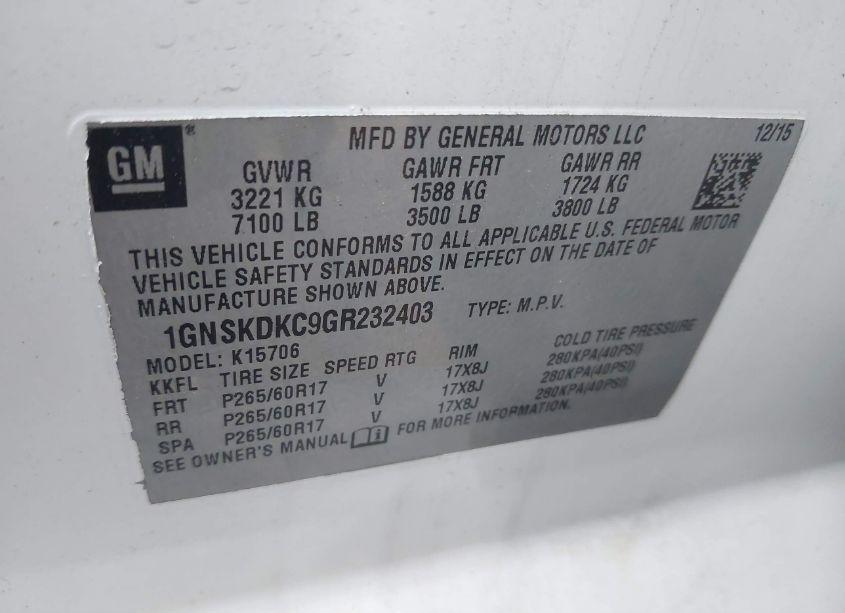 GM® MFD BY GENERAL MOTORS LLC 12/15
GVWR GAWR FRT GAWR RR
3221 KG 1588 KG 1724 KG
7100 LB 3500 LB 3800 LB
THIS VEHICLE CONFORMS TO ALL APPLICABLE U.S. FEDERAL MOTOR
VEHICLE SAFETY STANDARDS IN EFFECT ON THE DATE OF
MANUFACTURE SHOWN ABOVE.
1GNSKDKC9GR232403 TYPE: M.P.V.
MODEL: K15706
KKFL TIRE SIZE SPEED RTG RIM COLD TIRE PRESSURE
FRT P265/60R17 V 17X8J 280KPA(40PSI)
RR P265/60R17 V 17X8J 280KPA(40PSI)
SPA P265/60R17 V 17X8J 280KPA(40PSI)
SEE OWNER'S MANUAL FOR MORE INFORMATION.